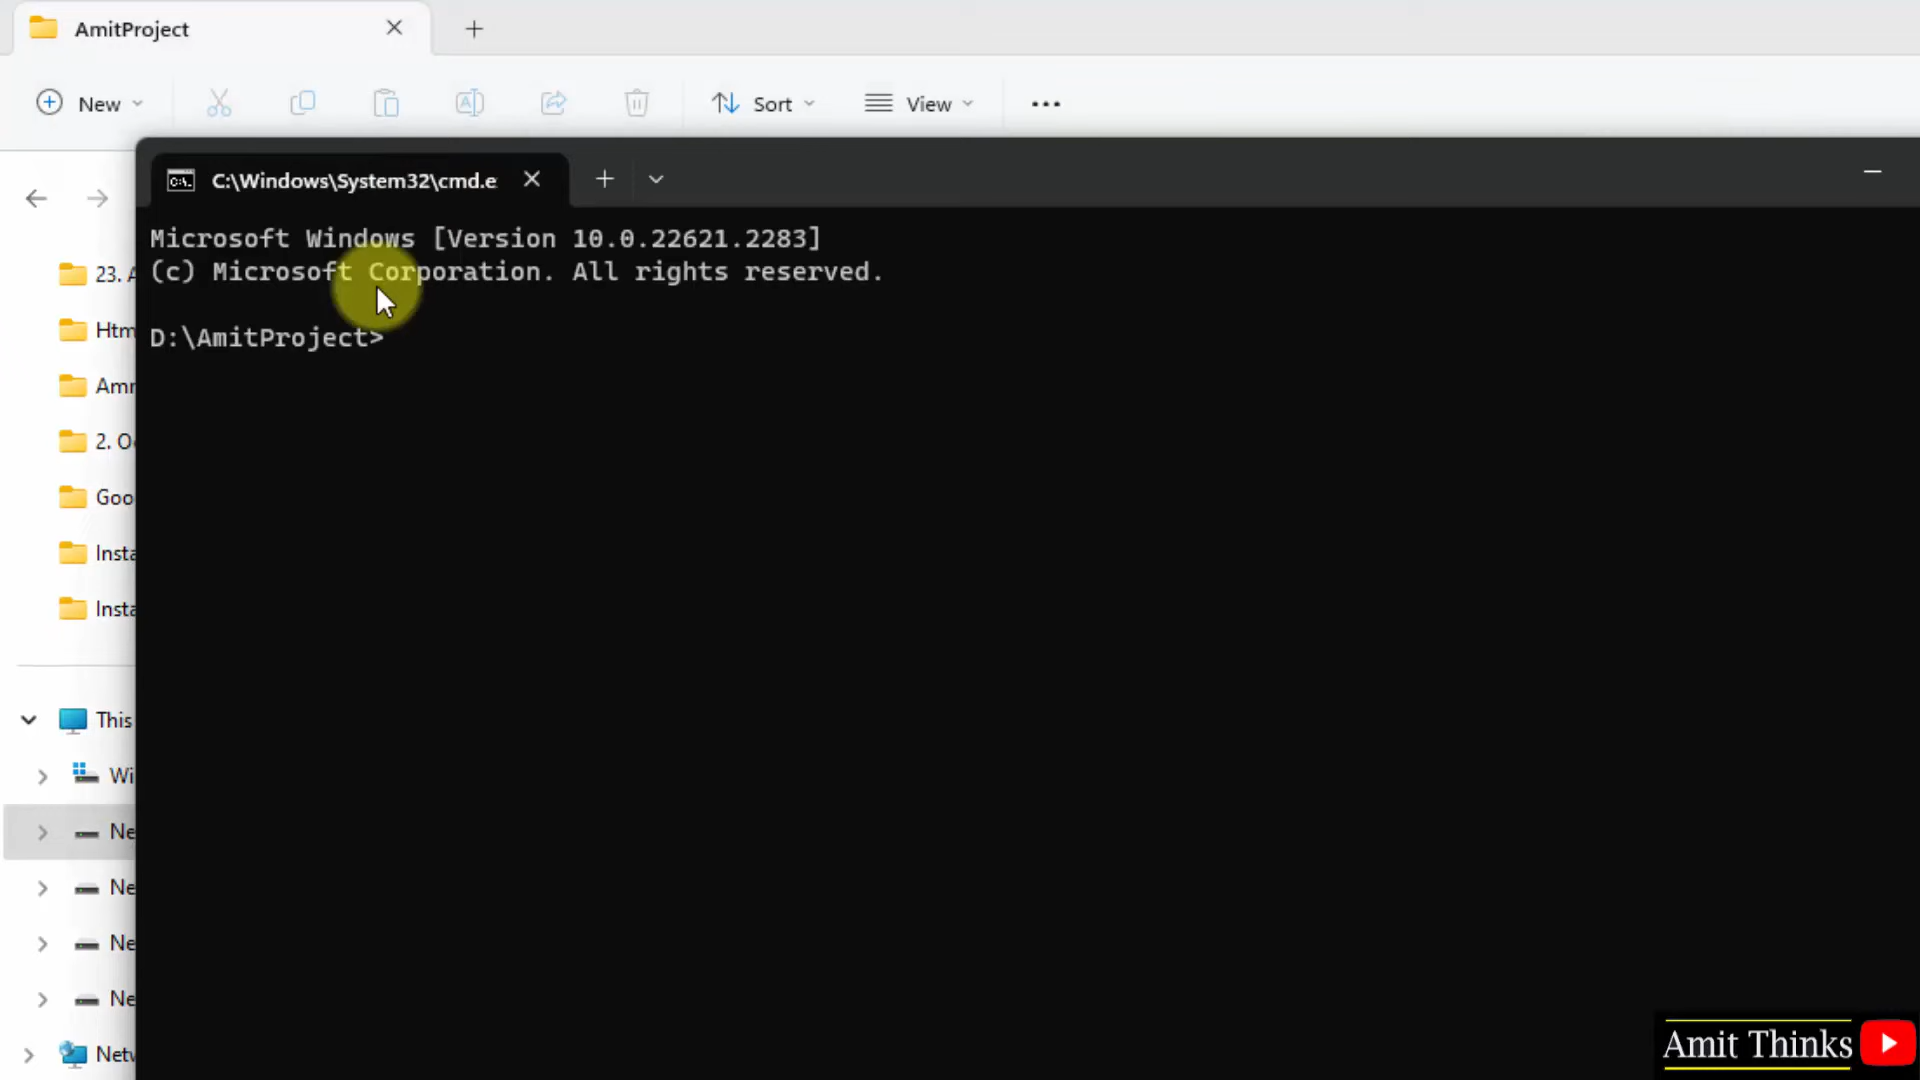 AmitProject
New
Sort
View
C:\Windows\System32\cmd.e
Microsoft Windows [Version 10.0.22621.2283]
(c) Microsoft Corporation. All rights reserved.
D:\AmitProject>
23. A
Htm
Amr
2. O
Goo
Insta
Insta
This
Wi
Ne
Ne
Ne
Ne
Netw
Amit Thinks